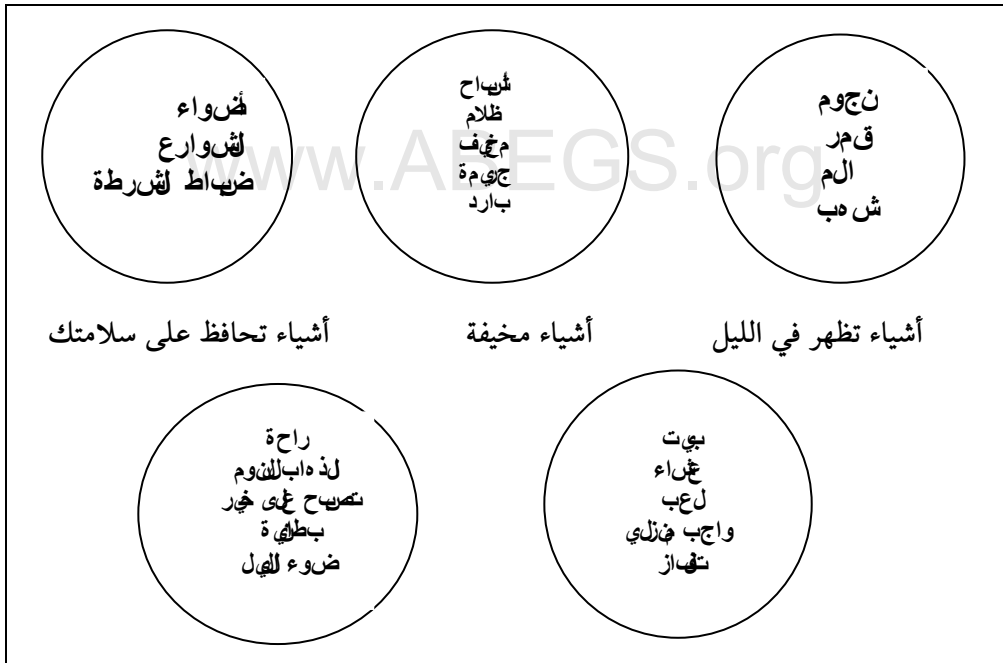 نجوم
قمر
الم
شهب
أشباح
ظلام
مخيف
جريمة
بارد
أضواء
الشوارع
ضباط الشرطة
www.ABEGS.org
أشياء تظهر في الليل
أشياء مخيفة
أشياء تحافظ على سلامتك
بيت
عشاء
لعب
واجب منزلي
تلفاز
راحة
الذهاب للنوم
تصبح على خير
بطانية
ضوء الليل